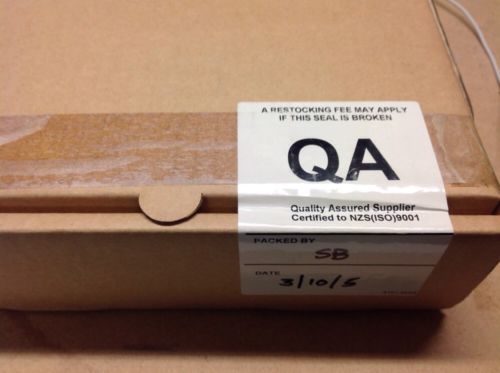 A RESTOCKING FEE MAY APPLY
IF THIS SEAL IS BROKEN
QA
Quality Assured Supplier
Certified to NZS(ISO)9001
PACKED BY
SB
DATE
3/10/5